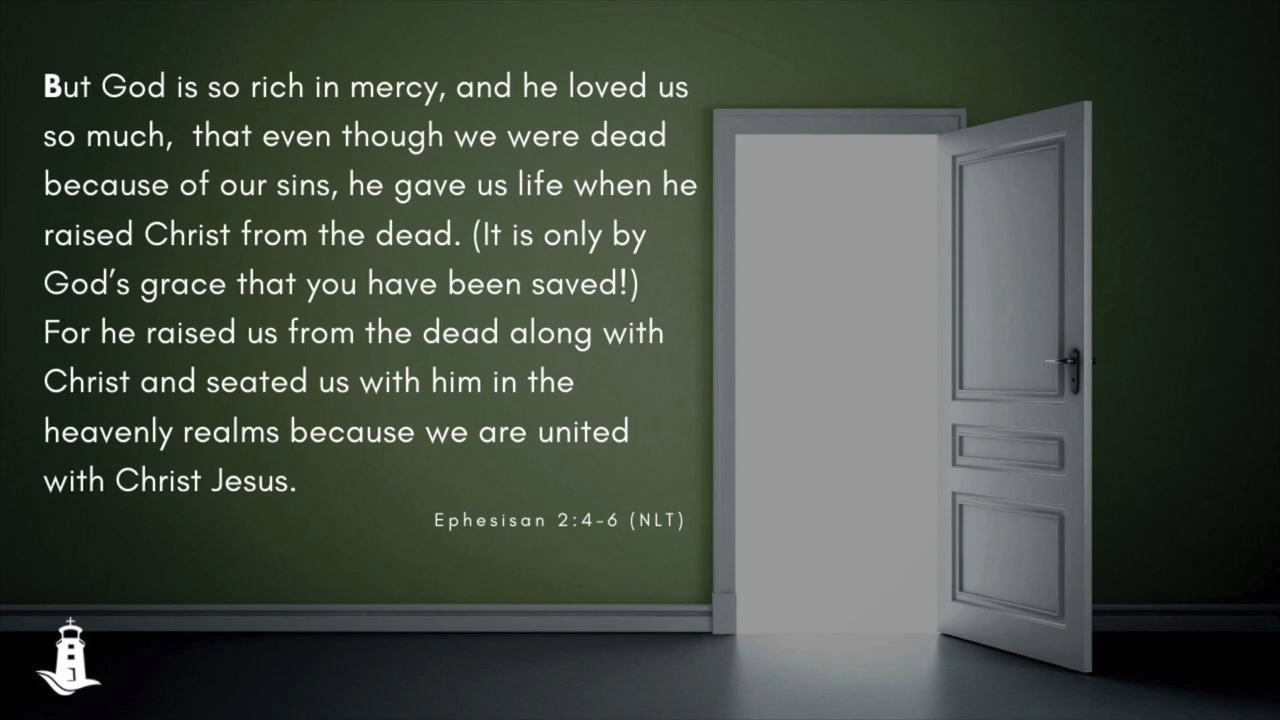 But God is so rich in mercy, and he loved us
so much,  that even though we were dead
because of our sins, he gave us life when he
raised Christ from the dead. (It is only by
God’s grace that you have been saved!)
For he raised us from the dead along with
Christ and seated us with him in the
heavenly realms because we are united
with Christ Jesus.
Ephesisan 2:4-6 (NLT)